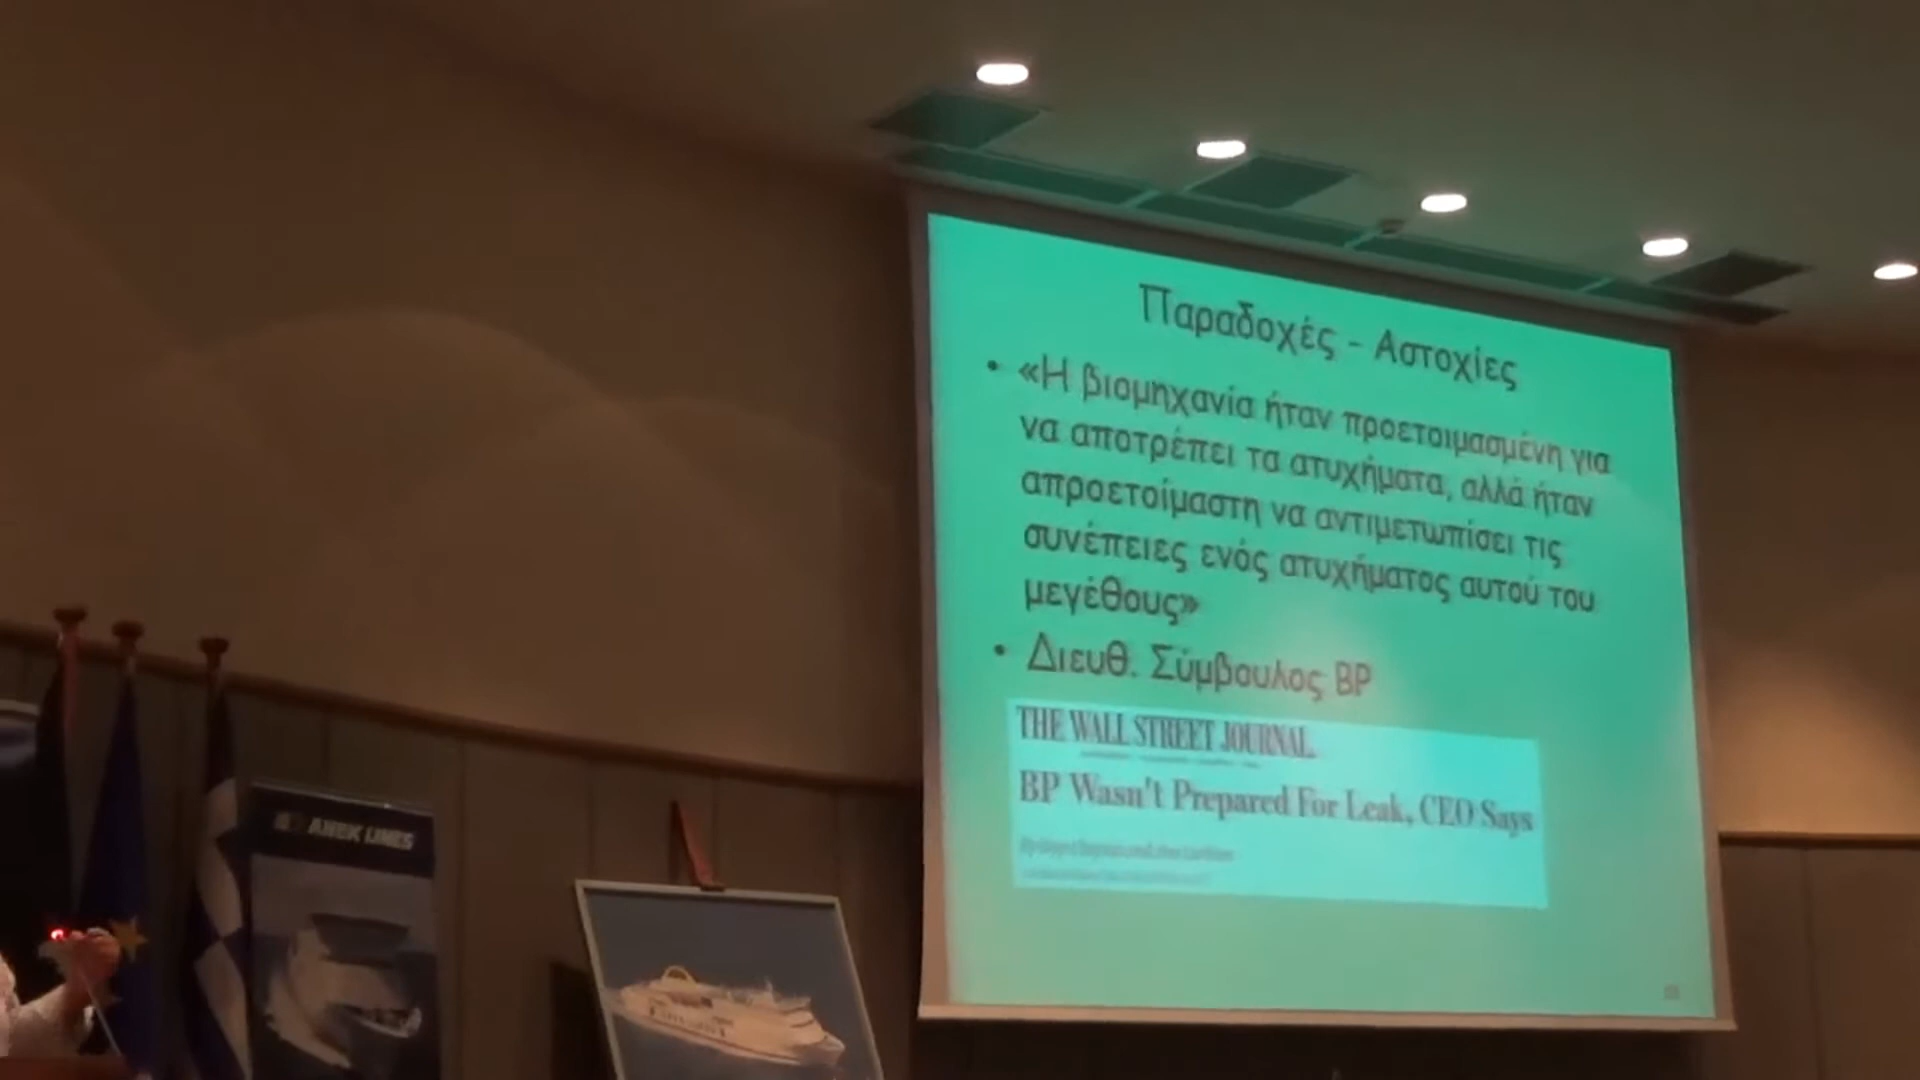 Παραδοχές - Αστοχίες
• «Η βιομηχανία ήταν προετοιμασμένη για
να αποτρέπει τα ατυχήματα, αλλά ήταν
απροετοίμαστη να αντιμετωπίσει τις
συνέπειες ενός ατυχήματος αυτού του
μεγέθους»
• Διευθ. Σύμβουλος BP
THE WALL STREET JOURNAL.
BP Wasn't Prepared For Leak, CEO Says
ANEK LINES